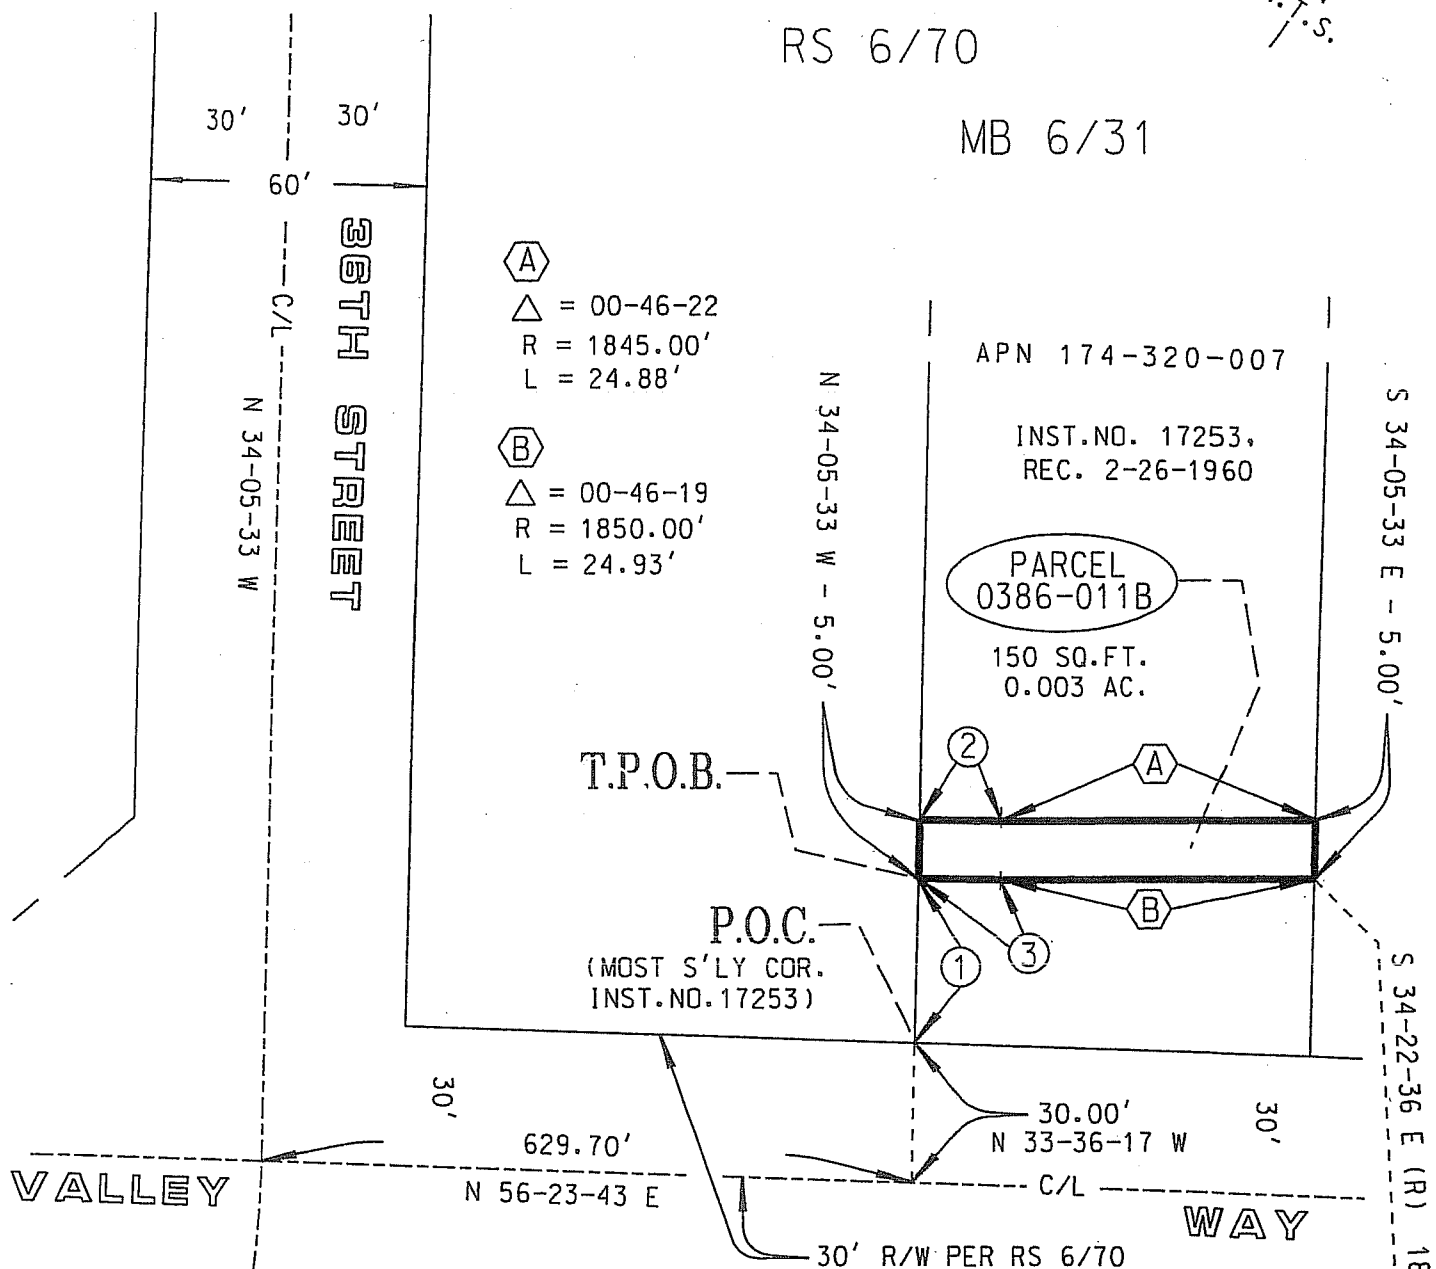 N.T.S.
RS 6/70
MB 6/31
30'
30'
60'
36TH STREET
C/L
N 34-05-33 W
A
△ = 00-46-22
R = 1845.00'
L = 24.88'
B
△ = 00-46-19
R = 1850.00'
L = 24.93'
N 34-05-33 W - 5.00'
APN 174-320-007
INST.NO. 17253,
REC. 2-26-1960
PARCEL
0386-011B
150 SQ.FT.
0.003 AC.
S 34-05-33 E - 5.00'
2
A
T.P.O.B.
B
P.O.C.
(MOST S'LY COR.
INST.NO.17253)
1
3
S 34-22-36 E (R)
30'
30.00'
N 33-36-17 W
30'
629.70'
N 56-23-43 E
C/L
VALLEY WAY
30' R/W PER RS 6/70